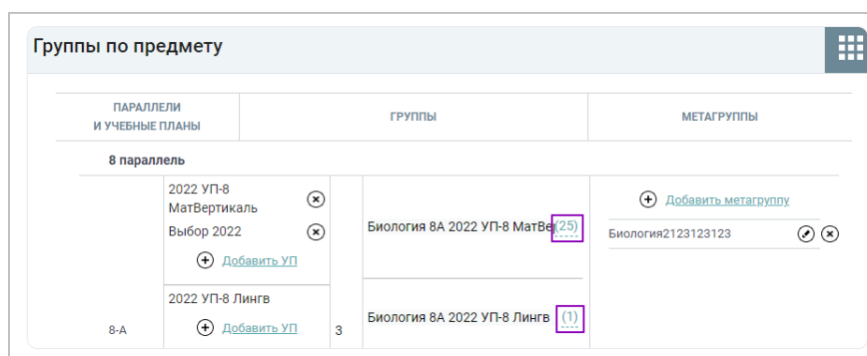 Группы по предмету
ПАРАЛЛЕЛИ
И УЧЕБНЫЕ ПЛАНЫ
ГРУППЫ
МЕТАГРУППЫ
8 параллель
2022 УП-8
МатВертикаль
Выбор 2022
Добавить УП
Биология 8А 2022 УП-8 МатВе (25)
Добавить метагруппу
Биология2123123123
2022 УП-8 Лингв
8-А
Добавить УП
3
Биология 8А 2022 УП-8 Лингв (1)